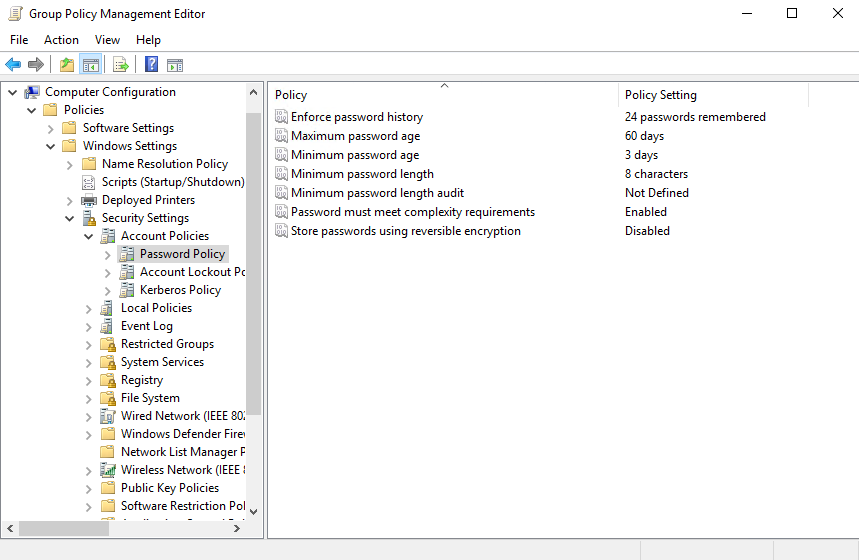 Group Policy Management Editor
File Action View Help
Computer Configuration
Policies
Software Settings
Windows Settings
Name Resolution Policy
Scripts (Startup/Shutdown)
Deployed Printers
Security Settings
Account Policies
Password Policy
Account Lockout Po
Kerberos Policy
Local Policies
Event Log
Restricted Groups
System Services
Registry
File System
Wired Network (IEEE 802
Windows Defender Fire
Network List Manager P
Wireless Network (IEEE 8
Public Key Policies
Software Restriction Pol
Policy Policy Setting
Enforce password history 24 passwords remembered
Maximum password age 60 days
Minimum password age 3 days
Minimum password length 8 characters
Minimum password length audit Not Defined
Password must meet complexity requirements Enabled
Store passwords using reversible encryption Disabled